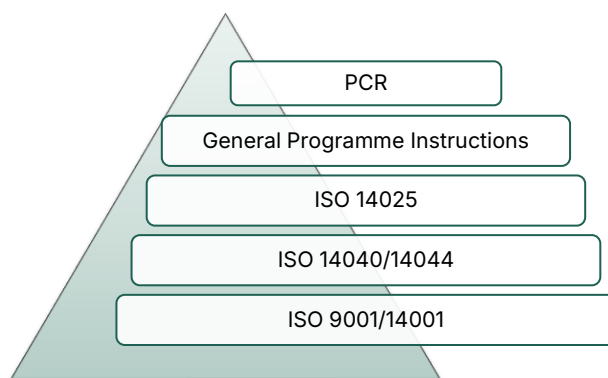 PCR
General Programme Instructions
ISO 14025
ISO 14040/14044
ISO 9001/14001